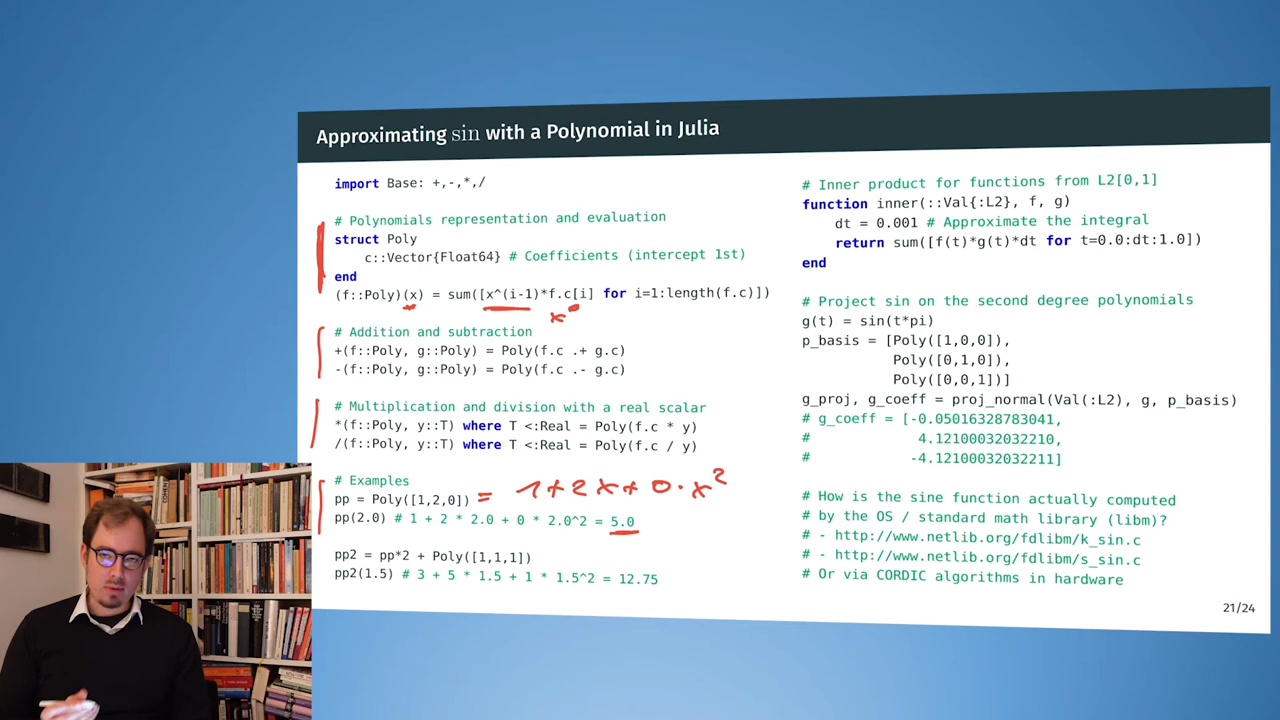 Approximating sin with a Polynomial in Julia
import Base: +,-,*,/
# Polynomials representation and evaluation
struct Poly
c::Vector{Float64} # Coefficients (intercept 1st)
end
(f::Poly)(x) = sum([x^(i-1)*f.c[i] for i=1:length(f.c)])
x⁰
# Addition and subtraction
+(f::Poly, g::Poly) = Poly(f.c .+ g.c)
-(f::Poly, g::Poly) = Poly(f.c .- g.c)
# Multiplication and division with a real scalar
*(f::Poly, y::T) where T <:Real = Poly(f.c * y)
/(f::Poly, y::T) where T <:Real = Poly(f.c / y)
# Examples
pp = Poly([1,2,0]) = 1+2x+0·x²
pp(2.0) # 1 + 2 * 2.0 + 0 * 2.0^2 = 5.0
pp2 = pp*2 + Poly([1,1,1])
pp2(1.5) # 3 + 5 * 1.5 + 1 * 1.5^2 = 12.75
# Inner product for functions from L2[0,1]
function inner(::Val{:L2}, f, g)
dt = 0.001 # Approximate the integral
return sum([f(t)*g(t)*dt for t=0.0:dt:1.0])
end
# Project sin on the second degree polynomials
g(t) = sin(t*pi)
p_basis = [Poly([1,0,0]),
Poly([0,1,0]),
Poly([0,0,1])]
g_proj, g_coeff = proj_normal(Val(:L2), g, p_basis)
# g_coeff = [-0.05016328783041,
# 4.12100032032210,
# -4.12100032032211]
# How is the sine function actually computed
# by the OS / standard math library (libm)?
# - http://www.netlib.org/fdlibm/k_sin.c
# - http://www.netlib.org/fdlibm/s_sin.c
# Or via CORDIC algorithms in hardware
21/24